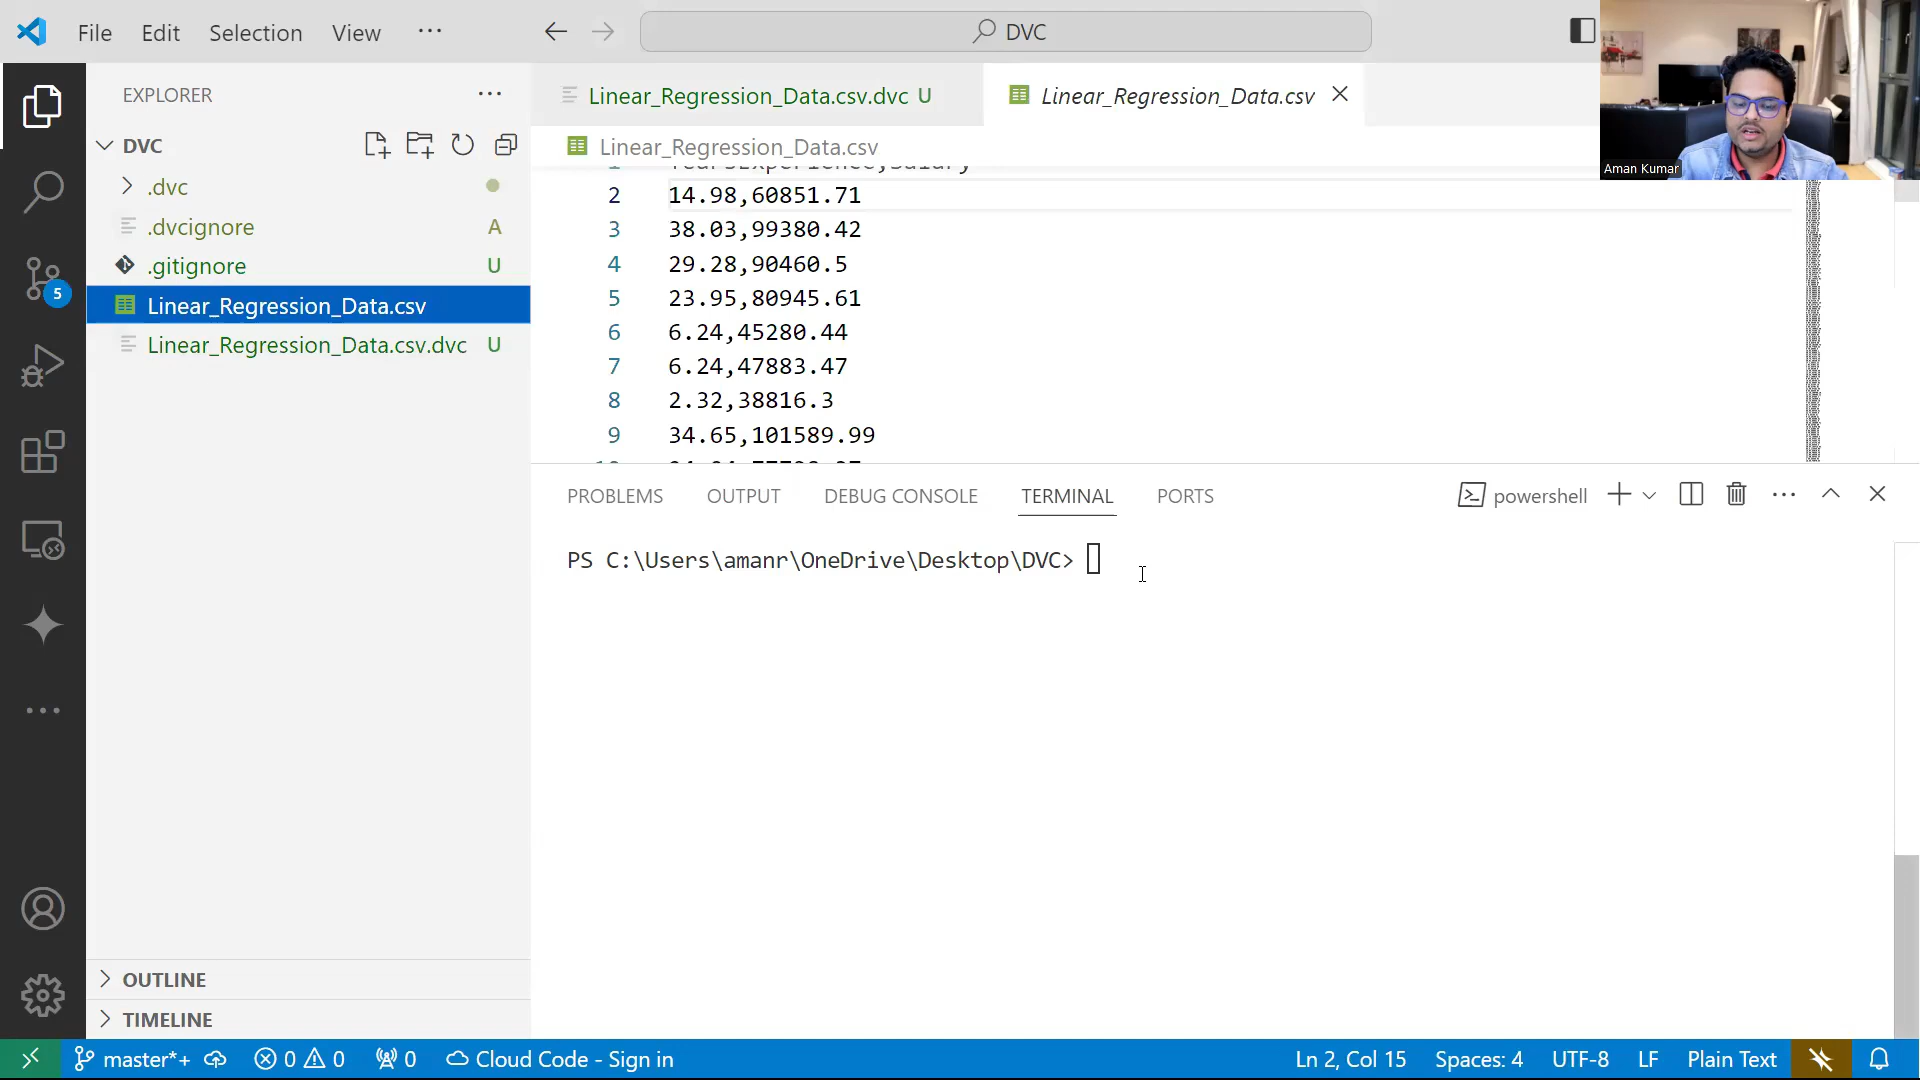 File Edit Selection View ...
DVC
Aman Kumar
EXPLORER
DVC
.dvc
.dvcignore A
.gitignore U
Linear_Regression_Data.csv
Linear_Regression_Data.csv.dvc U
OUTLINE
TIMELINE
Linear_Regression_Data.csv.dvc U
Linear_Regression_Data.csv
Linear_Regression_Data.csv
2 14.98,60851.71
3 38.03,99380.42
4 29.28,90460.5
5 23.95,80945.61
6 6.24,45280.44
7 6.24,47883.47
8 2.32,38816.3
9 34.65,101589.99
PROBLEMS OUTPUT DEBUG CONSOLE TERMINAL PORTS
powershell
PS C:\Users\amanr\OneDrive\Desktop\DVC>
5
master*+ 0 0 0 Cloud Code - Sign in Ln 2, Col 15 Spaces: 4 UTF-8 LF Plain Text